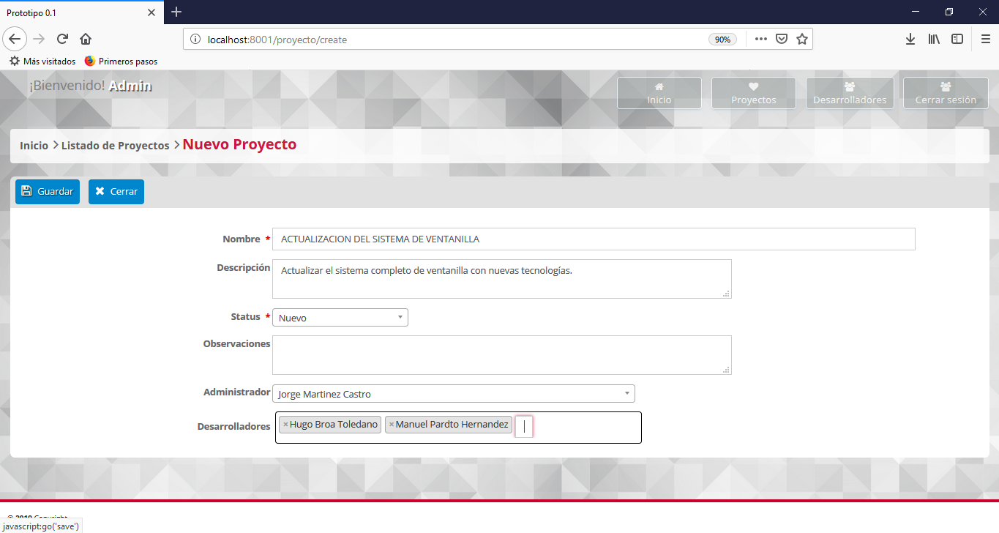 Prototipo 0.1
localhost:8001/proyecto/create
90%
Más visitados
Primeros pasos
¡Bienvenido! Admin
Inicio
Proyectos
Desarrolladores
Cerrar sesión
Inicio > Listado de Proyectos > Nuevo Proyecto
Guardar
Cerrar
Nombre * ACTUALIZACION DEL SISTEMA DE VENTANILLA
Descripción Actualizar el sistema completo de ventanilla con nuevas tecnologías.
Status * Nuevo
Observaciones
Administrador Jorge Martinez Castro
Desarrolladores ×Hugo Broa Toledano ×Manuel Pardto Hernandez
© 2019 Copyright
javascript:go('save')